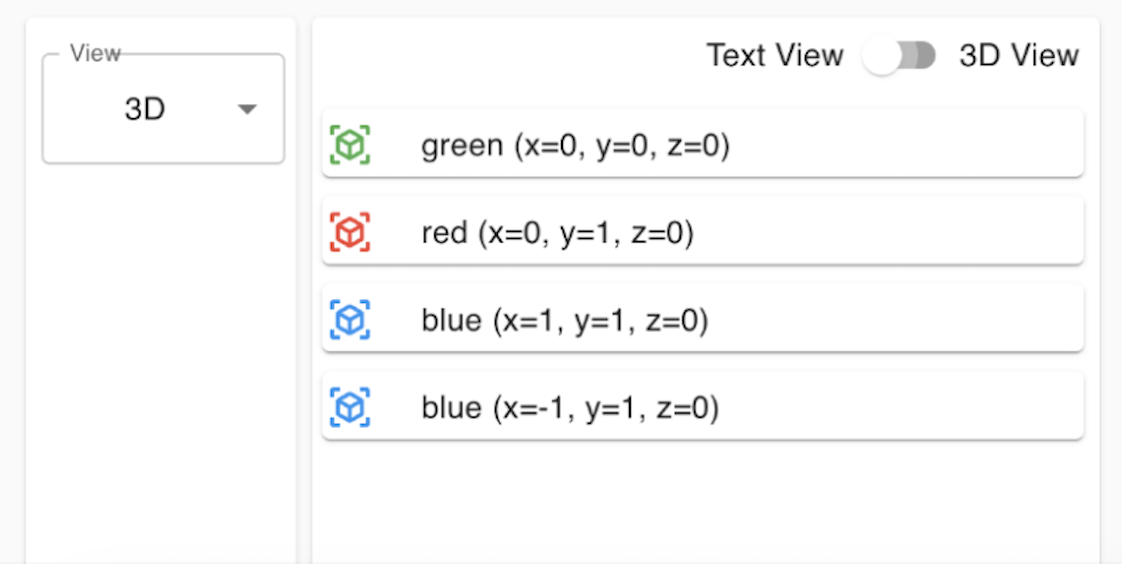 View
3D
Text View 3D View
green (x=0, y=0, z=0)
red (x=0, y=1, z=0)
blue (x=1, y=1, z=0)
blue (x=-1, y=1, z=0)